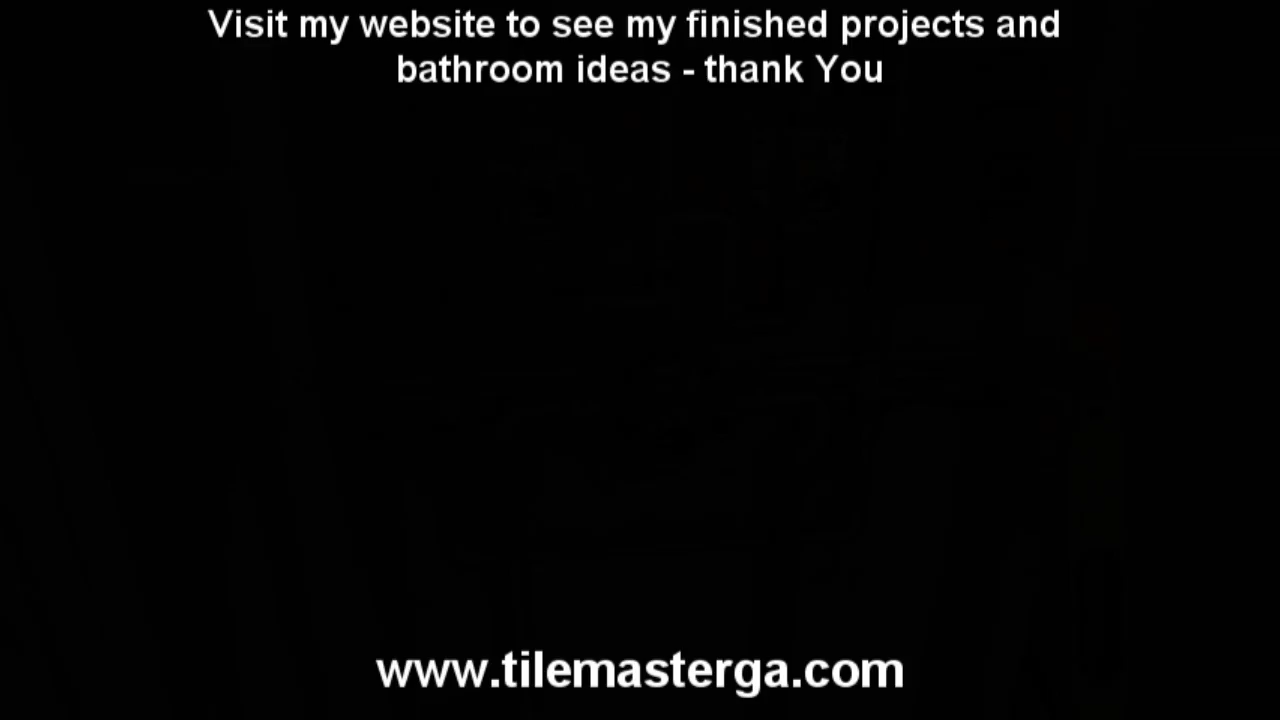 Visit my website to see my finished projects and
bathroom ideas - thank You
www.tilemasterga.com